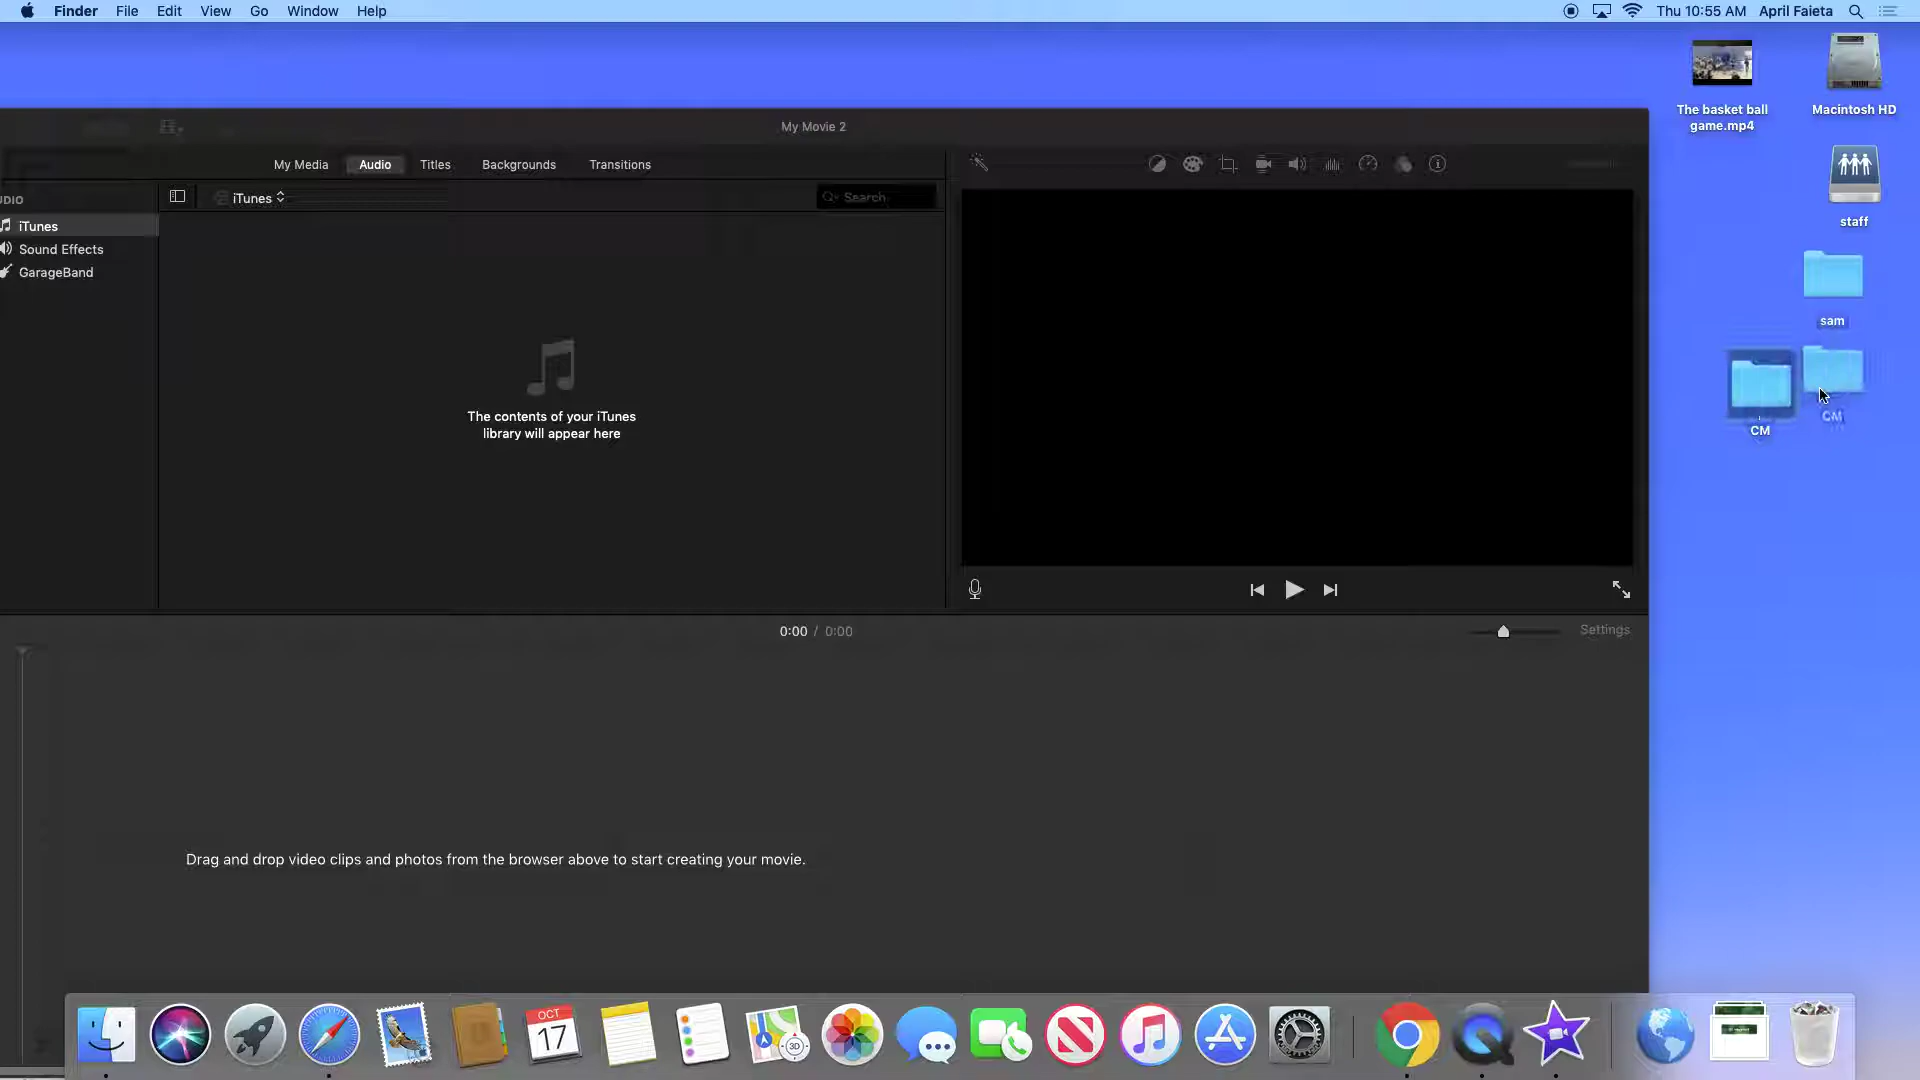 Finder File Edit View Go Window Help
Thu 10:55 AM April Faieta
The basket ball
game.mp4
Macintosh HD
My Movie 2
My Media Audio Titles Backgrounds Transitions
UDIO
iTunes
Search
iTunes
Sound Effects
GarageBand
staff
sam
The contents of your iTunes
library will appear here
CM
CM
0:00 / 0:00
Settings
Drag and drop video clips and photos from the browser above to start creating your movie.
OCT
17
3D